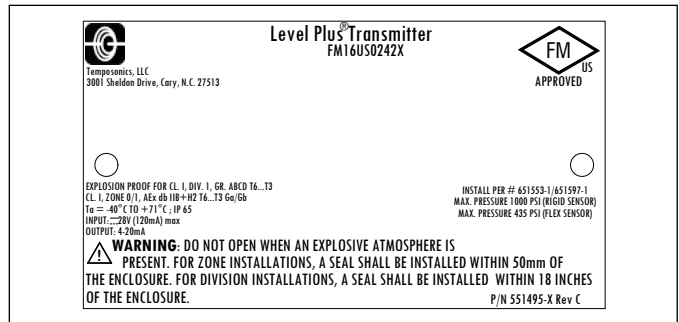 Level Plus® Transmitter
FM16US0242X
FM
US
APPROVED
Temposonics, LLC
3001 Sheldon Drive, Cary, N.C. 27513
EXPLOSION PROOF FOR CL. I, DIV. 1, GR. ABCD T6...T3
CL. I, ZONE 0/1, AEx db IIB+H2 T6...T3 Ga/Gb
Ta = -40°C TO +71°C ; IP 65
INPUT: ⎓28V (120mA) max
OUTPUT: 4-20mA
INSTALL PER # 651553-1/651597-1
MAX. PRESSURE 1000 PSI (RIGID SENSOR)
MAX. PRESSURE 435 PSI (FLEX SENSOR)
WARNING: DO NOT OPEN WHEN AN EXPLOSIVE ATMOSPHERE IS
PRESENT. FOR ZONE INSTALLATIONS, A SEAL SHALL BE INSTALLED WITHIN 50mm OF
THE ENCLOSURE. FOR DIVISION INSTALLATIONS, A SEAL SHALL BE INSTALLED WITHIN 18 INCHES
OF THE ENCLOSURE.
P/N 551495-X Rev C